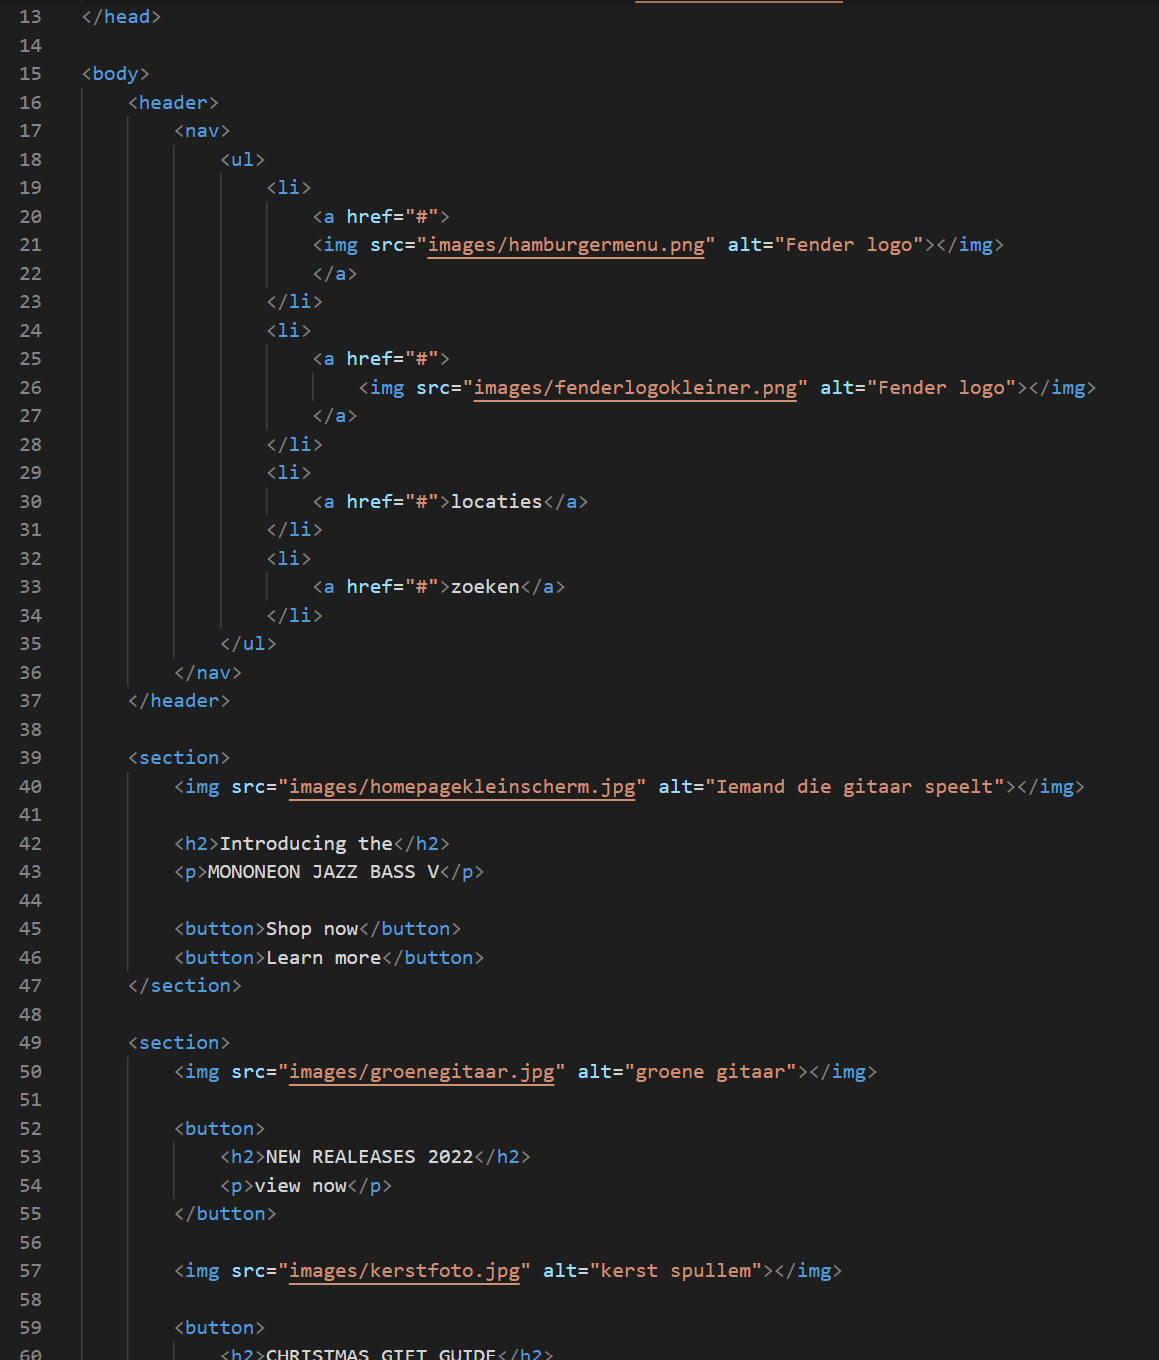 13 </head>
14
15 <body>
16     <header>
17         <nav>
18             <ul>
19                 <li>
20                     <a href="#">
21                     <img src="images/hamburgermenu.png" alt="Fender logo"></img>
22                     </a>
23                 </li>
24                 <li>
25                     <a href="#">
26                         <img src="images/fenderlogokleiner.png" alt="Fender logo"></img>
27                     </a>
28                 </li>
29                 <li>
30                     <a href="#">locaties</a>
31                 </li>
32                 <li>
33                     <a href="#">zoeken</a>
34                 </li>
35             </ul>
36         </nav>
37     </header>
38
39     <section>
40         <img src="images/homepagekleinscherm.jpg" alt="Iemand die gitaar speelt"></img>
41
42         <h2>Introducing the</h2>
43         <p>MONONEON JAZZ BASS V</p>
44
45         <button>Shop now</button>
46         <button>Learn more</button>
47     </section>
48
49     <section>
50         <img src="images/groenegitaar.jpg" alt="groene gitaar"></img>
51
52         <button>
53             <h2>NEW REALEASES 2022</h2>
54             <p>view now</p>
55         </button>
56
57         <img src="images/kerstfoto.jpg" alt="kerst spullem"></img>
58
59         <button>
60             <h2>CHRISTMAS GIFT GUIDE</h2>